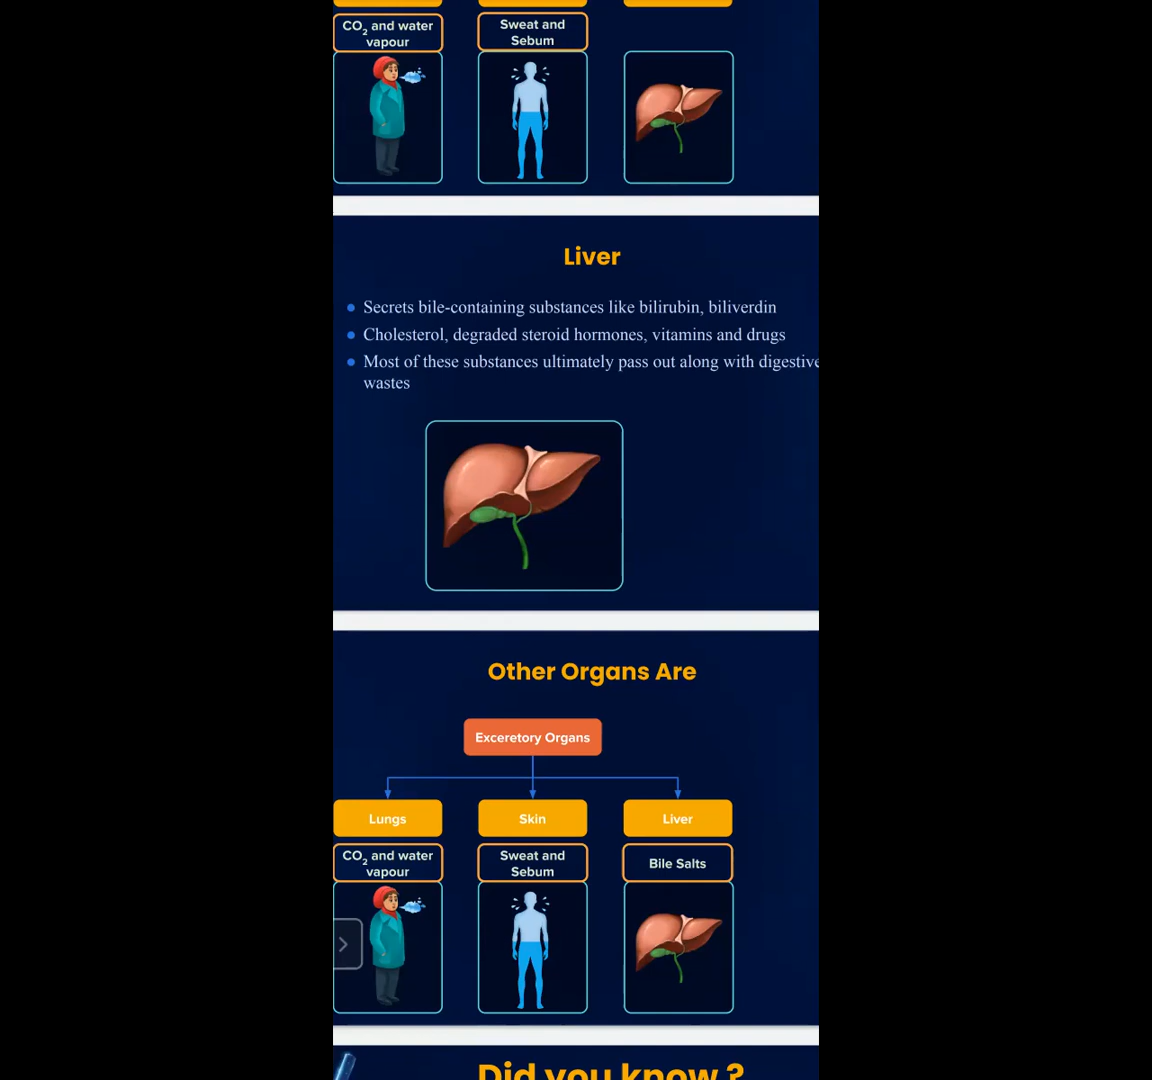 CO2 and water
vapour
Sweat and
Sebum
Liver
Secrets bile-containing substances like bilirubin, biliverdin
Cholesterol, degraded steroid hormones, vitamins and drugs
Most of these substances ultimately pass out along with digestive
wastes
Other Organs Are
Exceretory Organs
Lungs
Skin
Liver
CO2 and water
vapour
Sweat and
Sebum
Bile Salts
Did you know ?